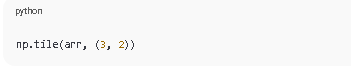 python
np.tile(arr, (3, 2))